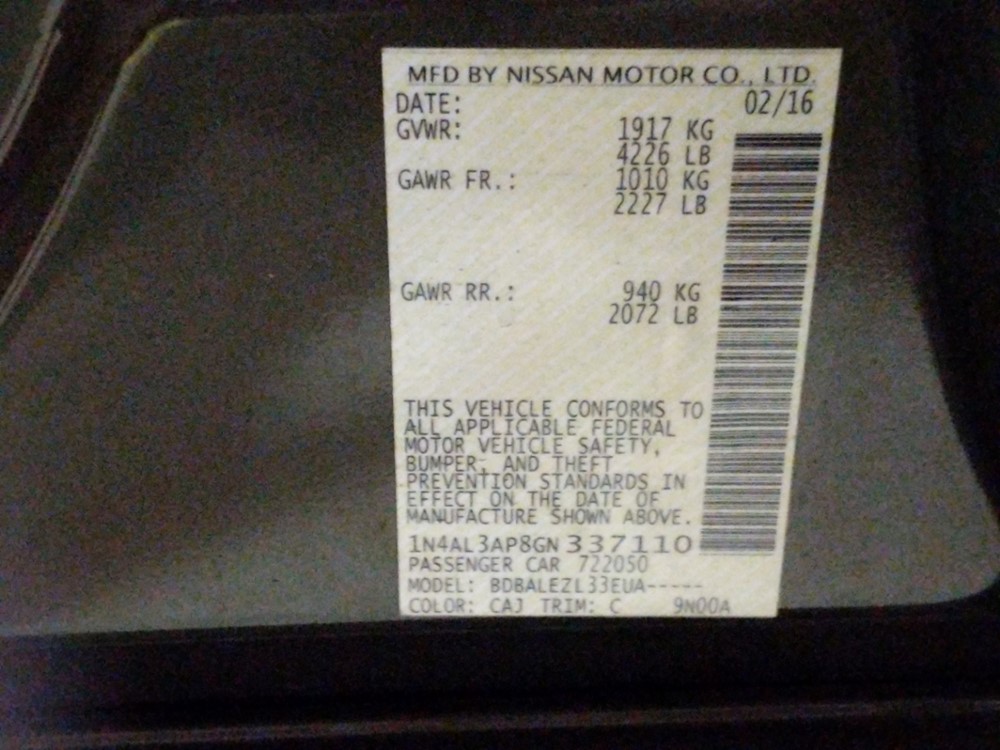 MFD BY NISSAN MOTOR CO., LTD.
DATE: 02/16
GVWR: 1917 KG
4226 LB
GAWR FR.: 1010 KG
2227 LB
GAWR RR.: 940 KG
2072 LB
THIS VEHICLE CONFORMS TO
ALL APPLICABLE FEDERAL
MOTOR VEHICLE SAFETY,
BUMPER, AND THEFT
PREVENTION STANDARDS IN
EFFECT ON THE DATE OF
MANUFACTURE SHOWN ABOVE.
1N4AL3AP8GN 337110
PASSENGER CAR 722050
MODEL: BDBALEZL33EUA-----
COLOR: CAJ TRIM: C 9N00A